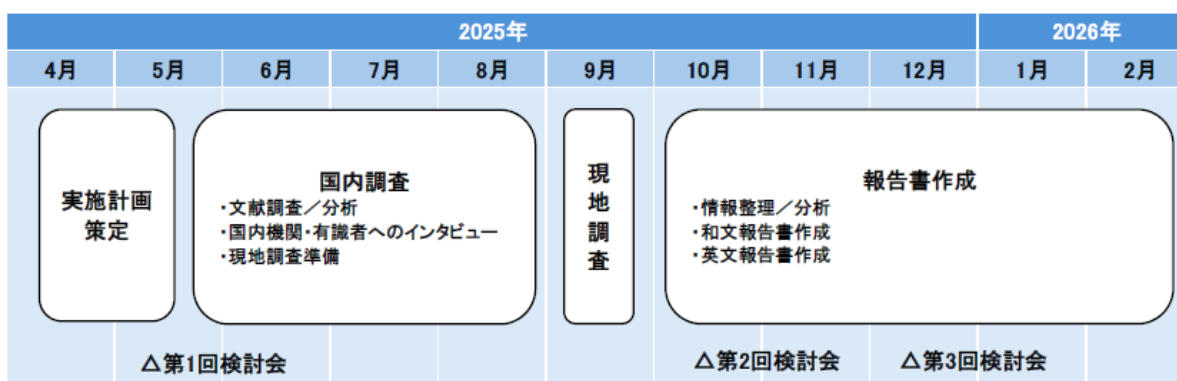 2025年 2026年
4月 5月 6月 7月 8月 9月 10月 11月 12月 1月 2月
実施計画
策定
国内調査
・文献調査／分析
・国内機関・有識者へのインタビュー
・現地調査準備
現
地
調
査
報告書作成
・情報整理／分析
・和文報告書作成
・英文報告書作成
△第1回検討会 △第2回検討会 △第3回検討会